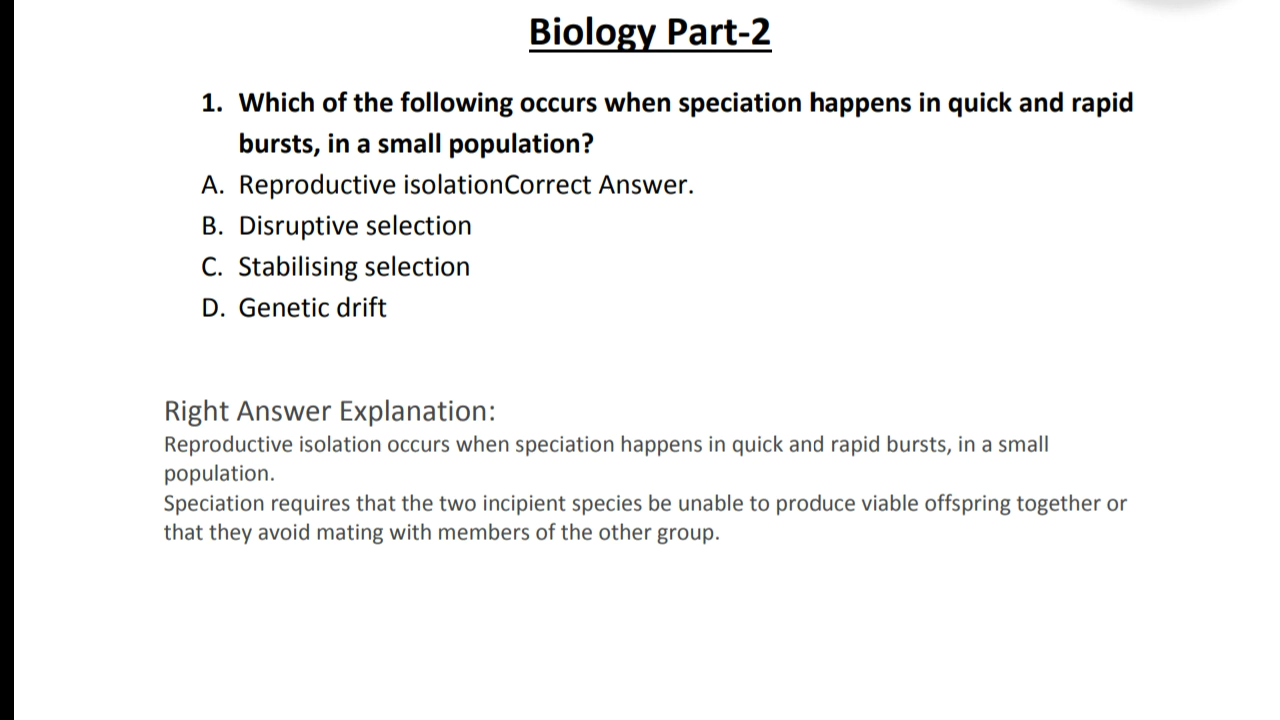 Biology Part-2
1. Which of the following occurs when speciation happens in quick and rapid
bursts, in a small population?
A. Reproductive isolationCorrect Answer.
B. Disruptive selection
C. Stabilising selection
D. Genetic drift
Right Answer Explanation:
Reproductive isolation occurs when speciation happens in quick and rapid bursts, in a small
population.
Speciation requires that the two incipient species be unable to produce viable offspring together or
that they avoid mating with members of the other group.